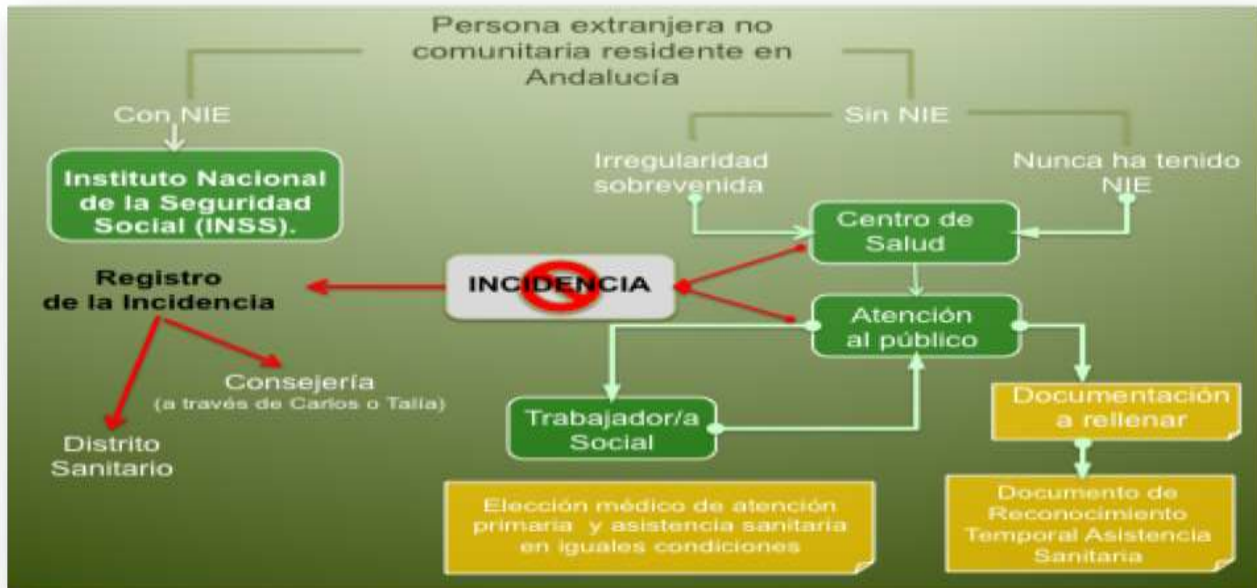 Persona extranjera no
comunitaria residente en
Andalucía
Con NIE
Sin NIE
Instituto Nacional
de la Seguridad
Social (INSS).
Irregularidad
sobrevenida
Nunca ha tenido
NIE
Centro de
Salud
Registro
de la Incidencia
INCIDENCIA
Atención
al público
Consejería
(a través de Carlos o Talía)
Distrito
Sanitario
Trabajador/a
Social
Documentación
a rellenar
Elección médico de atención
primaria y asistencia sanitaria
en iguales condiciones
Documento de
Reconocimiento
Temporal Asistencia
Sanitaria